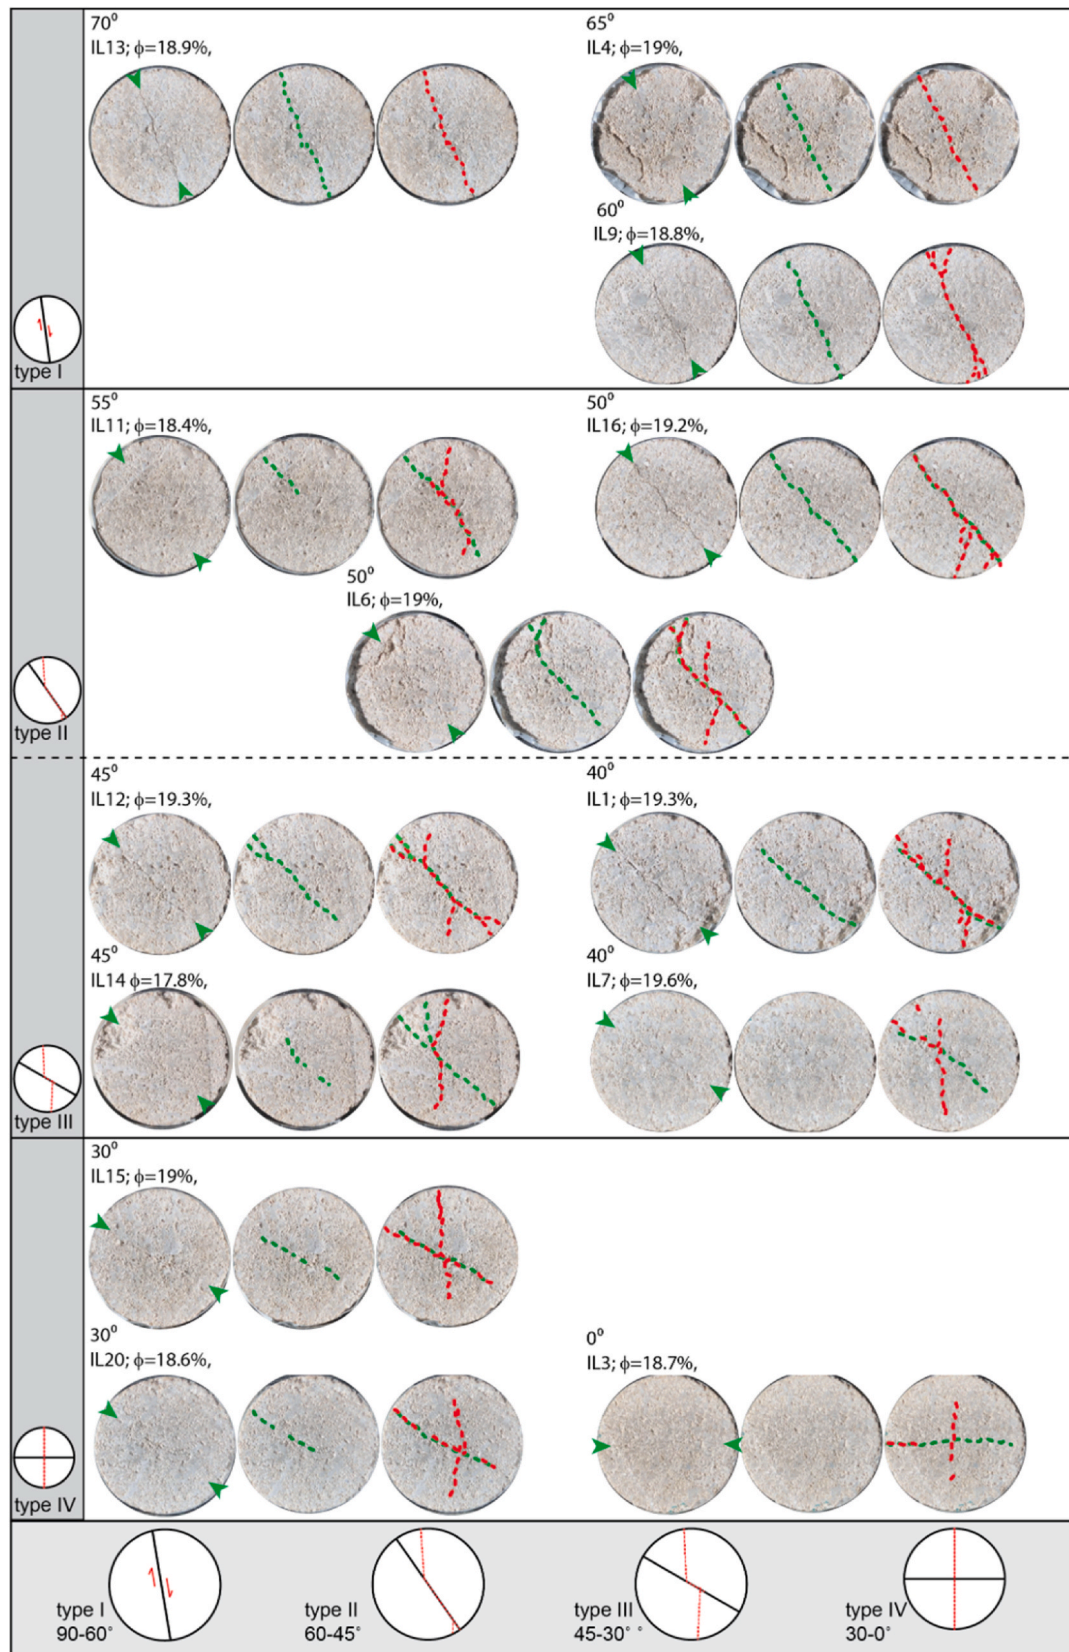 70°
IL13; ϕ=18.9%,
65°
IL4; ϕ=19%,
60°
IL9; ϕ=18.8%,
type I
55°
IL11; ϕ=18.4%,
50°
IL16; ϕ=19.2%,
50°
IL6; ϕ=19%,
type II
45°
IL12; ϕ=19.3%,
40°
IL1; ϕ=19.3%,
45°
IL14 ϕ=17.8%,
40°
IL7; ϕ=19.6%,
type III
30°
IL15; ϕ=19%,
30°
IL20; ϕ=18.6%,
0°
IL3; ϕ=18.7%,
type IV
type I
90-60°
type II
60-45°
type III
45-30° °
type IV
30-0°